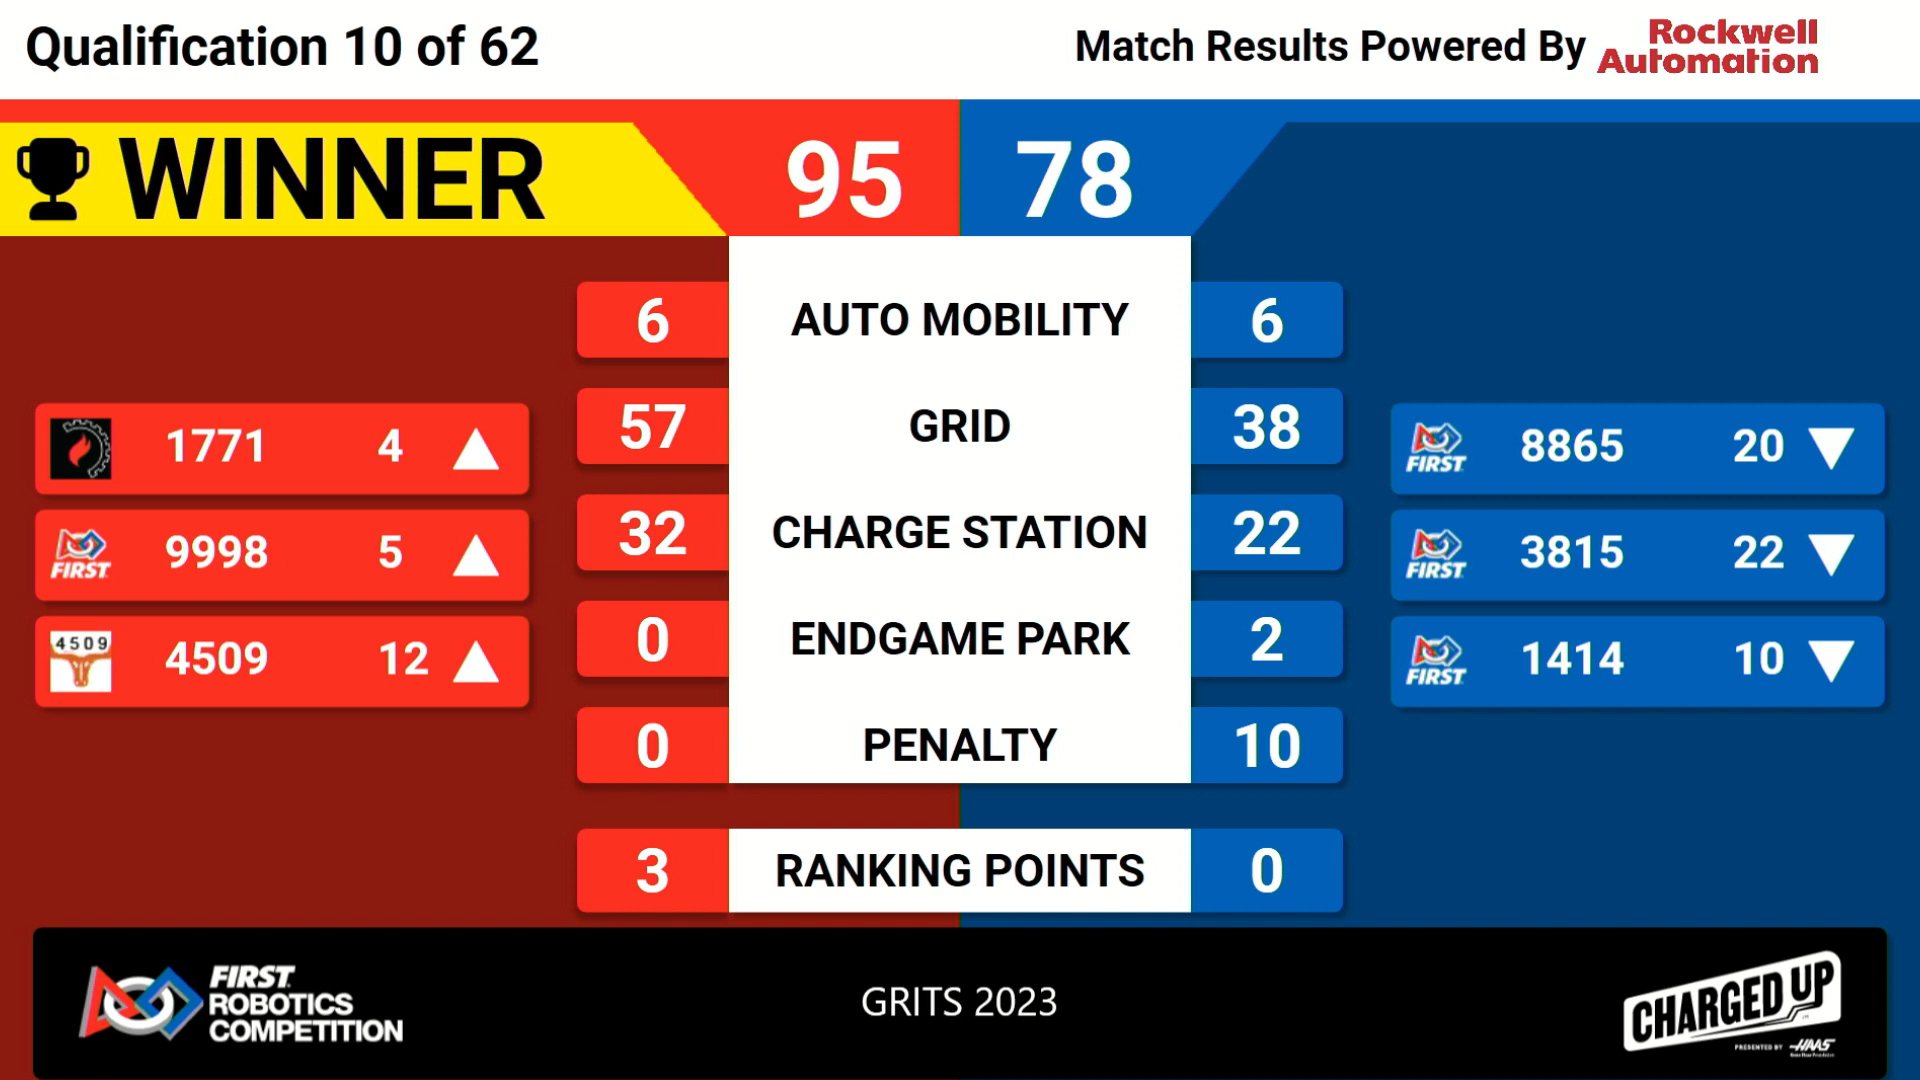 Qualification 10 of 62
Match Results Powered By
Rockwell
Automation
WINNER
95
78
6 AUTO MOBILITY 6
57 GRID 38
32 CHARGE STATION 22
0 ENDGAME PARK 2
0 PENALTY 10
3 RANKING POINTS 0
1771 4
FIRST 9998 5
4509
4509 12
FIRST 8865 20
FIRST 3815 22
FIRST 1414 10
FIRST
ROBOTICS
COMPETITION
GRITS 2023
CHARGED UP
PRESENTED BY HAAS